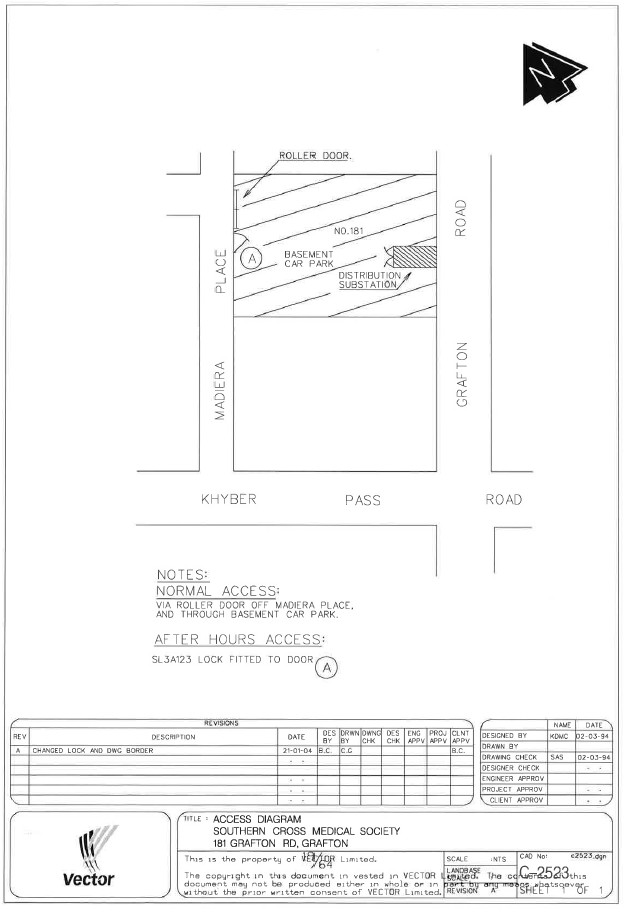 N
ROLLER DOOR.
NO.181
A
BASEMENT
CAR PARK
DISTRIBUTION
SUBSTATION
MADIERA PLACE
GRAFTON ROAD
KHYBER PASS ROAD
NOTES:
NORMAL ACCESS:
VIA ROLLER DOOR OFF MADIERA PLACE,
AND THROUGH BASEMENT CAR PARK.
AFTER HOURS ACCESS:
SL3A123 LOCK FITTED TO DOOR A
REVISIONS
REV DESCRIPTION DATE DES BY DRWN BY DWNG CHK DES CHK ENG APPV PROJ APPV CLNT APPV
A CHANGED LOCK AND DWG BORDER 21-01-04 B.C. C.G B.C.
- -
- -
- -
- -
NAME DATE
DESIGNED BY KDMC 02-03-94
DRAWN BY
DRAWING CHECK SAS 02-03-94
DESIGNER CHECK - -
ENGINEER APPROV
PROJECT APPROV - -
CLIENT APPROV - -
Vector
TITLE : ACCESS DIAGRAM
SOUTHERN CROSS MEDICAL SOCIETY
181 GRAFTON RD, GRAFTON
This is the property of VECTOR Limited.
The copyright in this document in vested in VECTOR Limited. The contents of this
document may not be produced either in whole or in part by any means whatsoever
without the prior written consent of VECTOR Limited.
SCALE :NTS
LANDBASE
SCALE
REVISION A
CAD No: c2523.dgn
C-2523
SHEET 1 OF 1